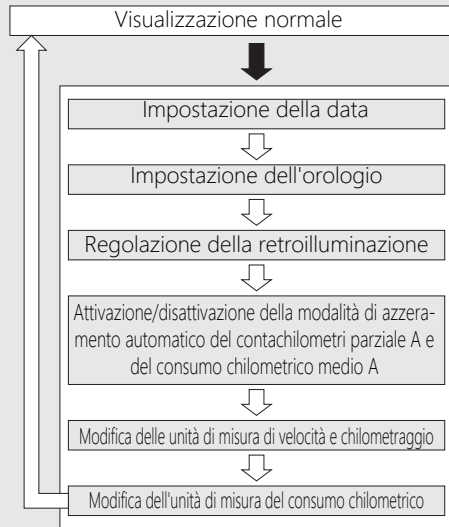 Visualizzazione normale
Impostazione della data
Impostazione dell'orologio
Regolazione della retroilluminazione
Attivazione/disattivazione della modalità di azzera-
mento automatico del contachilometri parziale A e
del consumo chilometrico medio A
Modifica delle unità di misura di velocità e chilometraggio
Modifica dell'unità di misura del consumo chilometrico